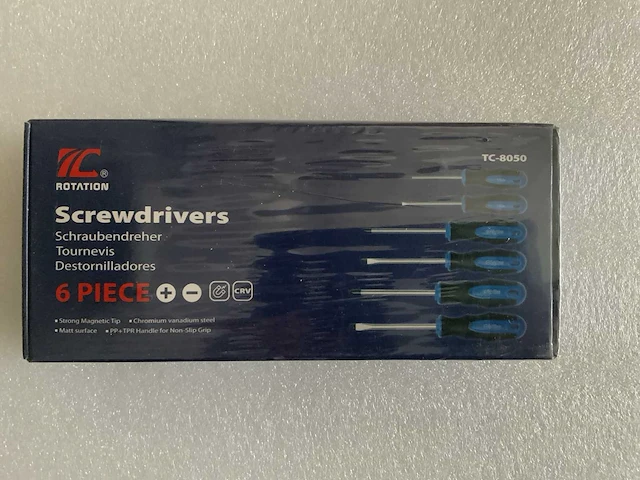 TC®
ROTATION
TC-8050
Screwdrivers
Schraubendreher
Tournevis
Destornilladores
6 PIECE + - CRV
▪ Strong Magnetic Tip ▪ Chromium vanadium steel
▪ Matt surface ▪ PP+TPR Handle for Non-Slip Grip